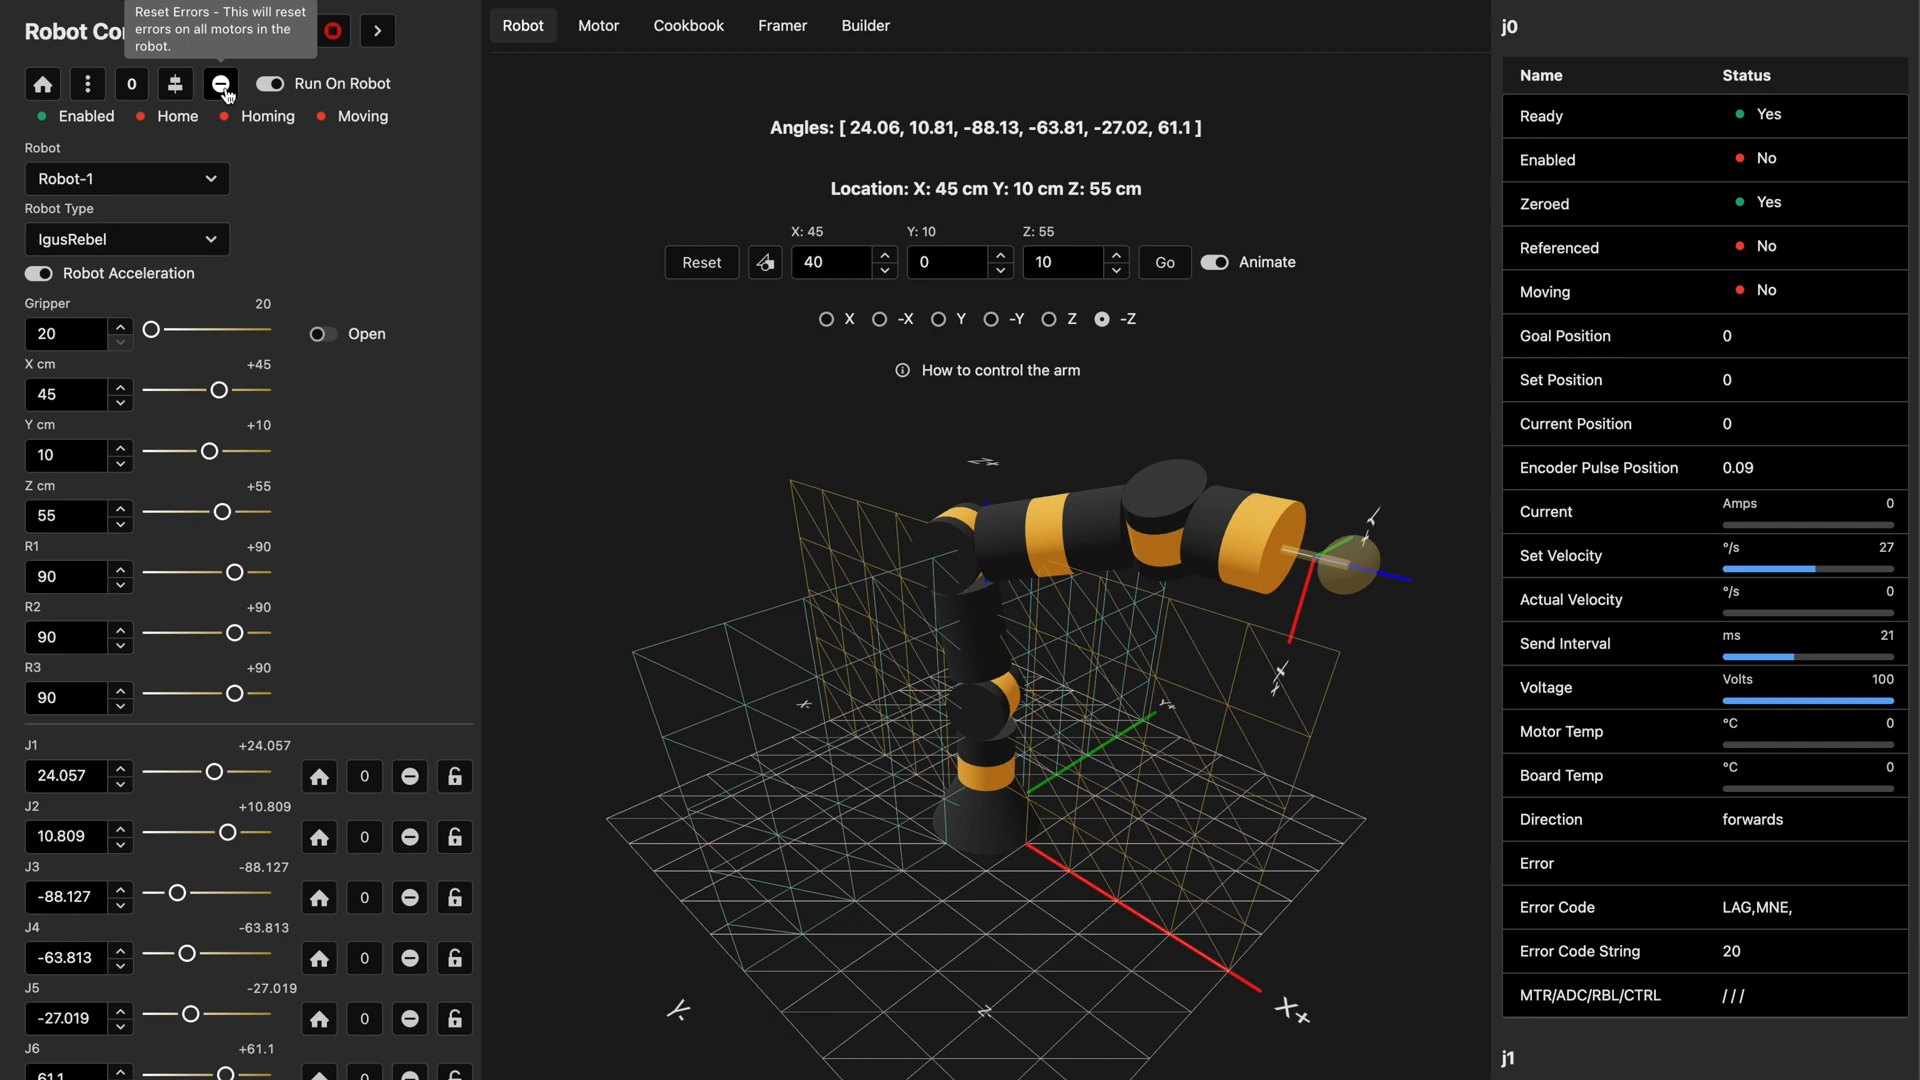 Robot Co
Reset Errors - This will reset
errors on all motors in the
robot.
0
Run On Robot
Enabled
Home
Homing
Moving
Robot
Robot-1
Robot Type
IgusRebel
Robot Acceleration
Gripper
20
20
Open
X cm
+45
45
Y cm
+10
10
Z cm
+55
55
R1
+90
90
R2
+90
90
R3
+90
90
J1
+24.057
24.057
0
J2
+10.809
10.809
0
J3
-88.127
-88.127
0
J4
-63.813
-63.813
0
J5
-27.019
-27.019
0
J6
+61.1
61.1
0
Robot
Motor
Cookbook
Framer
Builder
Angles: [ 24.06, 10.81, -88.13, -63.81, -27.02, 61.1 ]
Location: X: 45 cm Y: 10 cm Z: 55 cm
X: 45
Y: 10
Z: 55
Reset
40
0
10
Go
Animate
X
-X
Y
-Y
Z
-Z
How to control the arm
Z+
X-
Y+
Y-
Z-
X+
j0
Name
Status
Ready
Yes
Enabled
No
Zeroed
Yes
Referenced
No
Moving
No
Goal Position
0
Set Position
0
Current Position
0
Encoder Pulse Position
0.09
Current
Amps
0
Set Velocity
°/s
27
Actual Velocity
°/s
0
Send Interval
ms
21
Voltage
Volts
100
Motor Temp
°C
0
Board Temp
°C
0
Direction
forwards
Error
Error Code
LAG,MNE,
Error Code String
20
MTR/ADC/RBL/CTRL
/ / /
j1